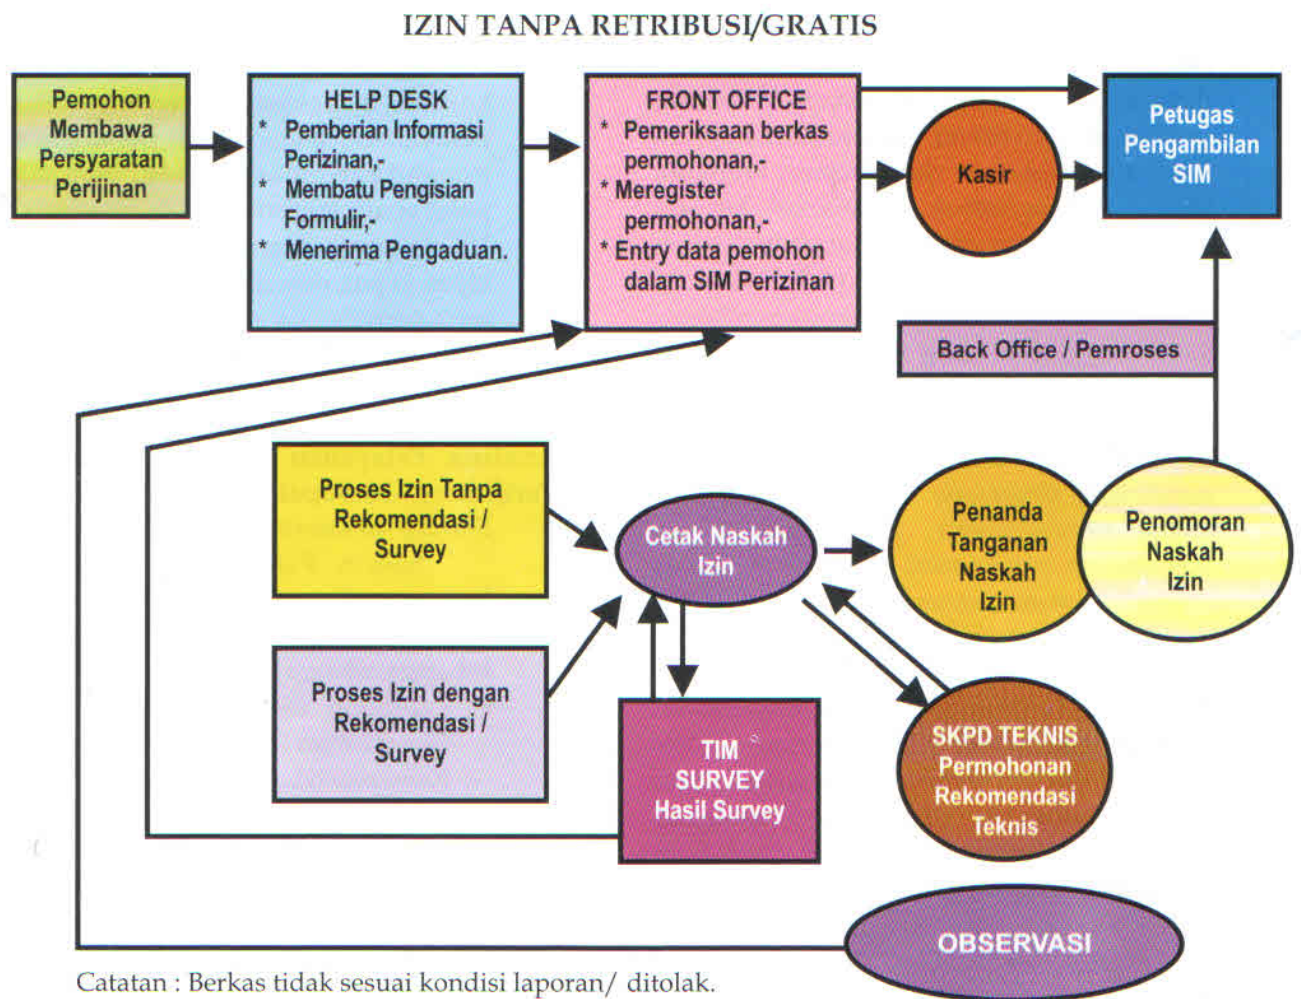 IZIN TANPA RETRIBUSI/GRATIS
Pemohon
Membawa
Persyaratan
Perijinan
HELP DESK
* Pemberian Informasi
Perizinan,-
* Membatu Pengisian
Formulir,-
* Menerima Pengaduan.
FRONT OFFICE
* Pemeriksaan berkas
permohonan,-
* Meregister
permohonan,-
* Entry data pemohon
dalam SIM Perizinan
Kasir
Petugas
Pengambilan
SIM
Back Office / Pemroses
Proses Izin Tanpa
Rekomendasi /
Survey
Cetak Naskah
Izin
Penanda
Tanganan
Naskah
Izin
Penomoran
Naskah
Izin
Proses Izin dengan
Rekomendasi /
Survey
TIM
SURVEY
Hasil Survey
SKPD TEKNIS
Permohonan
Rekomendasi
Teknis
OBSERVASI
Catatan : Berkas tidak sesuai kondisi laporan/ ditolak.